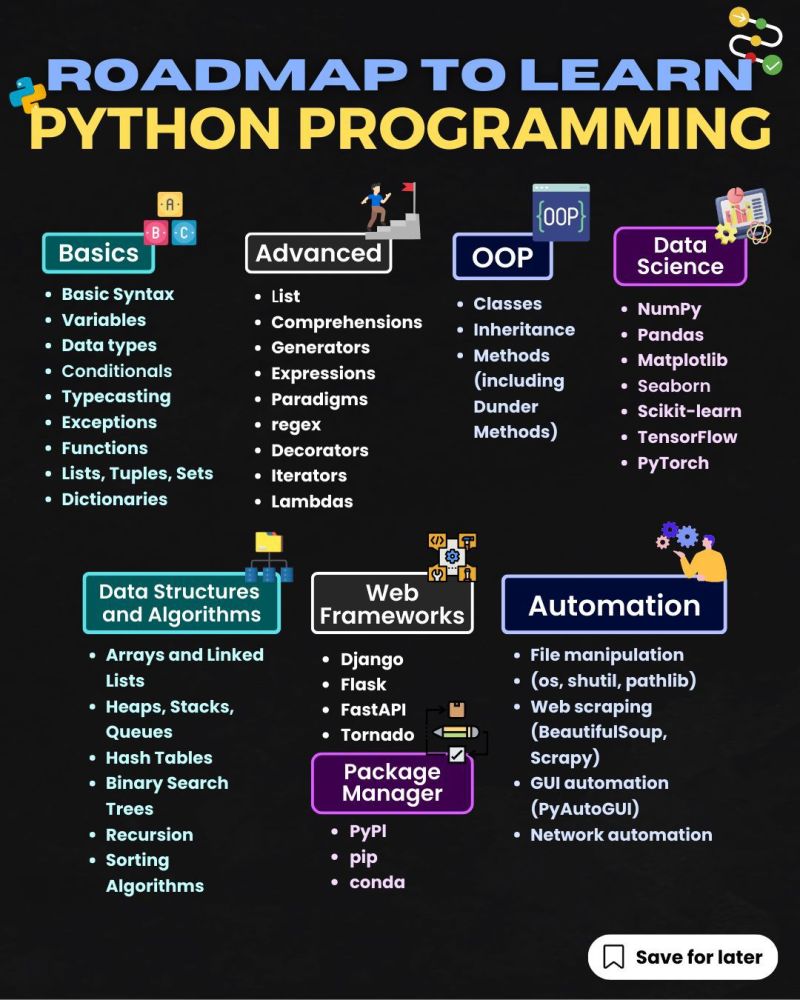 ROADMAP TO LEARN
PYTHON PROGRAMMING
A
B C
Basics
• Basic Syntax
• Variables
• Data types
• Conditionals
• Typecasting
• Exceptions
• Functions
• Lists, Tuples, Sets
• Dictionaries
Advanced
• List
• Comprehensions
• Generators
• Expressions
• Paradigms
• regex
• Decorators
• Iterators
• Lambdas
{OOP}
OOP
• Classes
• Inheritance
• Methods
(including
Dunder
Methods)
Data
Science
• NumPy
• Pandas
• Matplotlib
• Seaborn
• Scikit-learn
• TensorFlow
• PyTorch
Data Structures
and Algorithms
• Arrays and Linked
Lists
• Heaps, Stacks,
Queues
• Hash Tables
• Binary Search
Trees
• Recursion
• Sorting
Algorithms
</>
Web
Frameworks
• Django
• Flask
• FastAPI
• Tornado
Package
Manager
• PyPl
• pip
• conda
Automation
• File manipulation
• (os, shutil, pathlib)
• Web scraping
(BeautifulSoup,
Scrapy)
• GUI automation
(PyAutoGUI)
• Network automation
Save for later